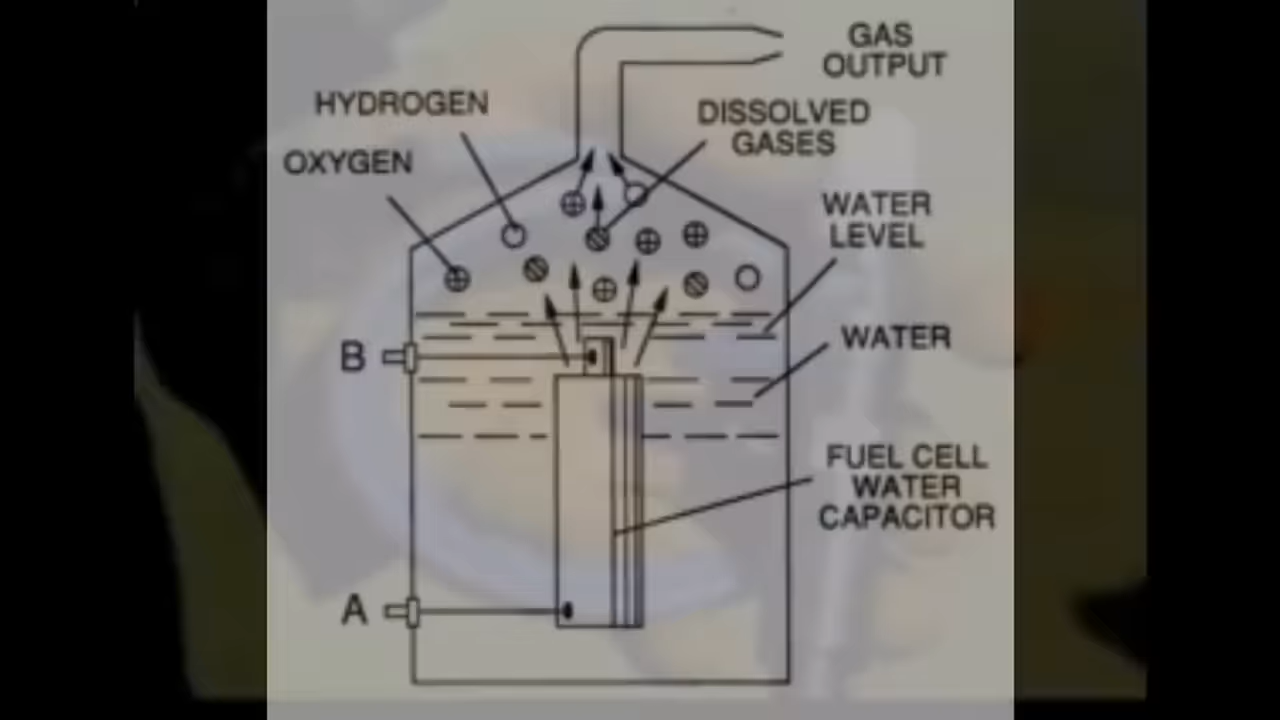 GAS
OUTPUT
HYDROGEN
DISSOLVED
GASES
OXYGEN
WATER
LEVEL
WATER
B
FUEL CELL
WATER
CAPACITOR
A